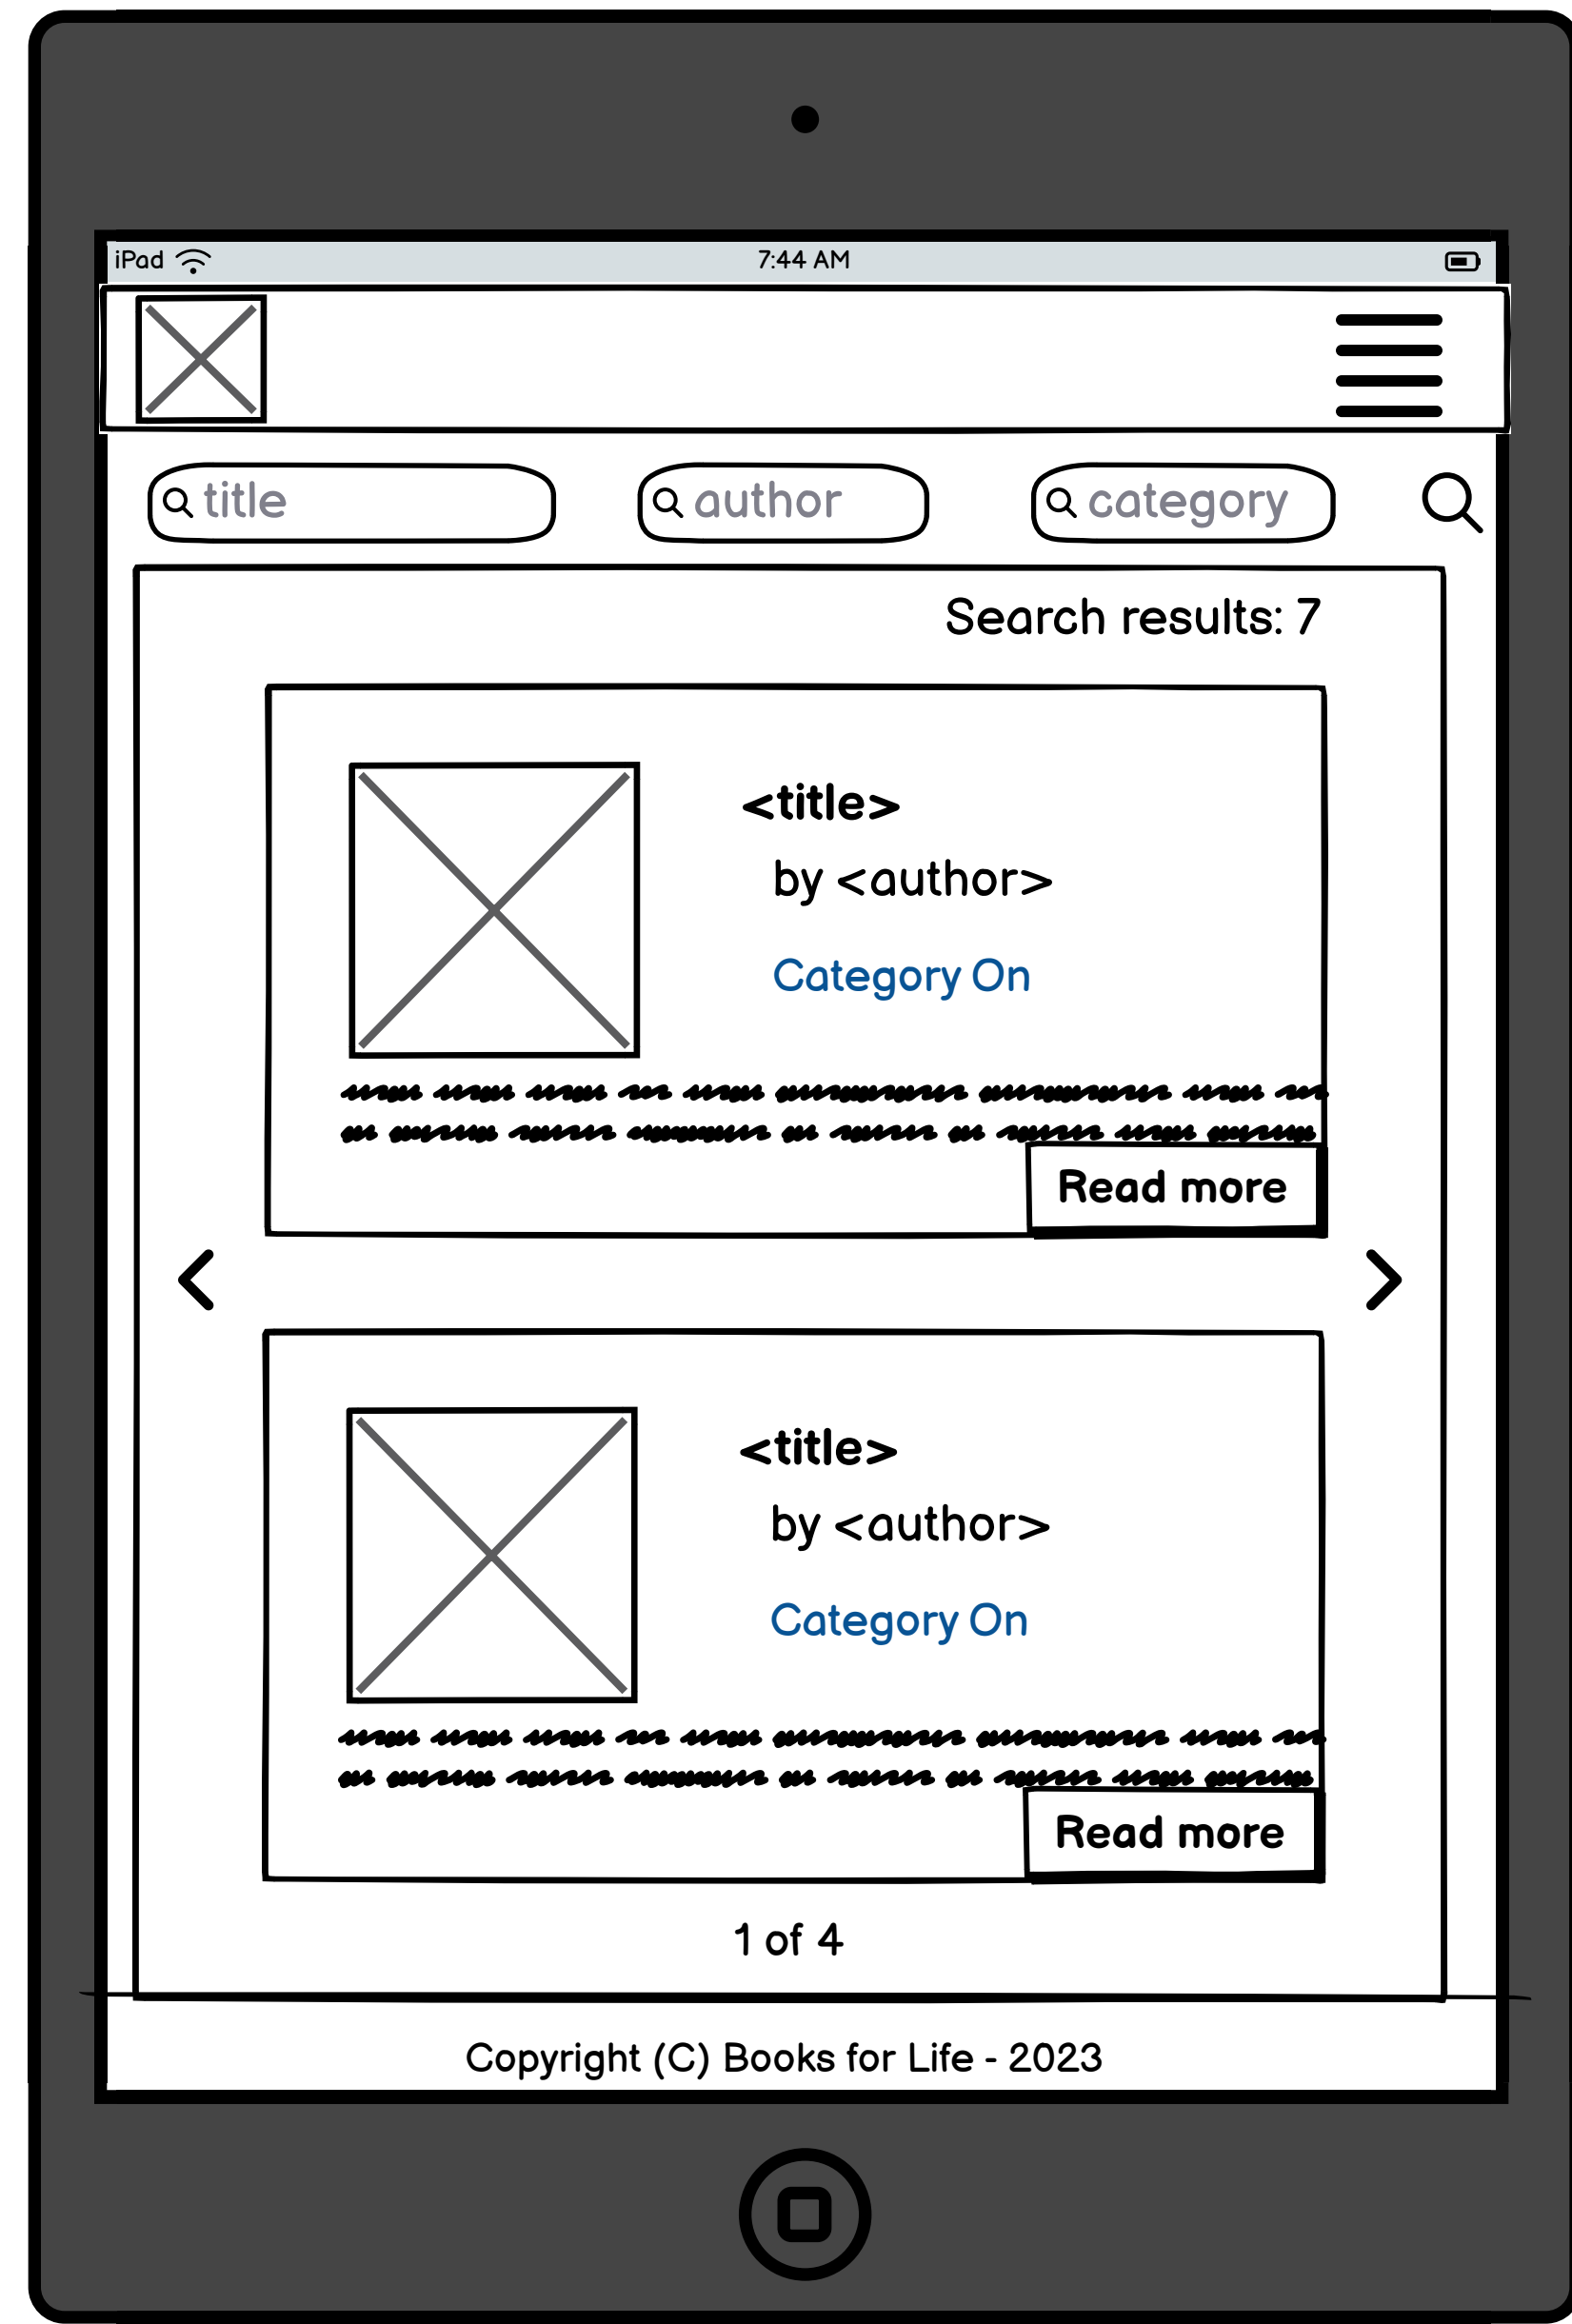 iPad 7:44 AM
title author category
Search results: 7
<title>
by <author>
Category On
Read more
<title>
by <author>
Category On
Read more
1 of 4
Copyright (C) Books for Life - 2023